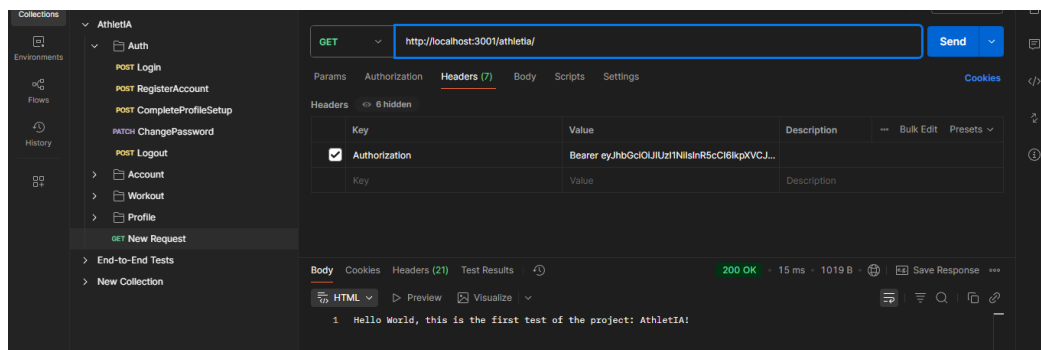 Collections
Environments
Flows
History
AthletIA
Auth
POST Login
POST RegisterAccount
POST CompleteProfileSetup
PATCH ChangePassword
POST Logout
Account
Workout
Profile
GET New Request
End-to-End Tests
New Collection
GET http://localhost:3001/athletia/ Send
Params Authorization Headers (7) Body Scripts Settings Cookies
Headers 6 hidden
Key Value Description Bulk Edit Presets
Authorization Bearer eyJhbGciOiJIUzI1NiIsInR5cCI6IkpXVCJ...
Key Value Description
Body Cookies Headers (21) Test Results 200 OK 15 ms 1019 B Save Response
HTML Preview Visualize
1 Hello World, this is the first test of the project: AthletIA!